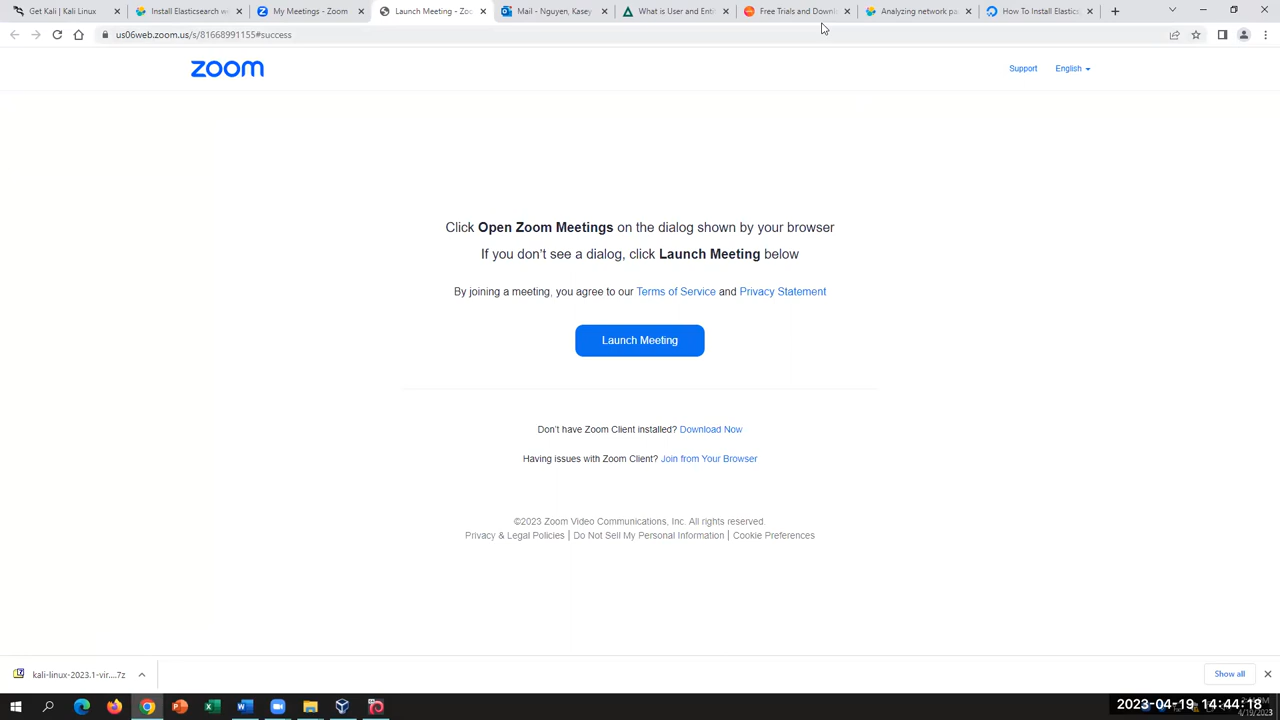 Get Kali | Kali Linux
Install Elasticsearch w
My Meetings - Zoom
Launch Meeting - Zoo
Mail - Nguyen, Kasey
What is User and Enti
Free Trials and Downl
Analyzing network pa
How To Install Elastics
us06web.zoom.us/s/81668991155#success
zoom
Support
English
Click Open Zoom Meetings on the dialog shown by your browser
If you don't see a dialog, click Launch Meeting below
By joining a meeting, you agree to our Terms of Service and Privacy Statement
Launch Meeting
Don't have Zoom Client installed? Download Now
Having issues with Zoom Client? Join from Your Browser
©2023 Zoom Video Communications, Inc. All rights reserved.
Privacy & Legal Policies | Do Not Sell My Personal Information | Cookie Preferences
kali-linux-2023.1-vir....7z
Show all
2023-04-19 14:44:18
4/19/2023